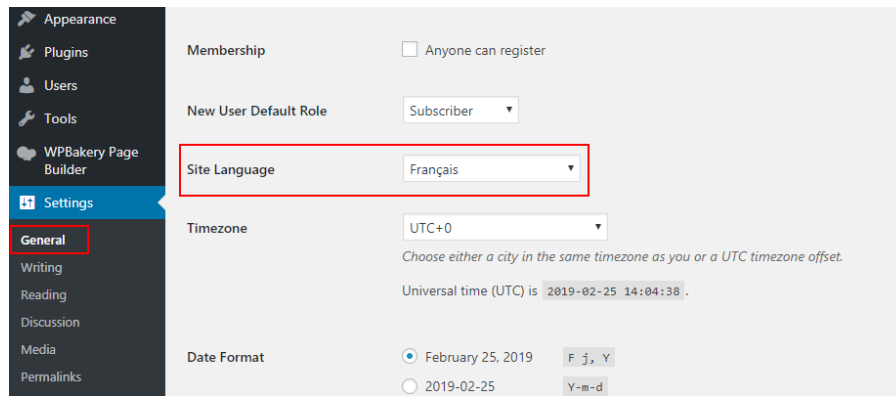 Appearance
Plugins
Users
Tools
WPBakery Page
Builder
Settings
General
Writing
Reading
Discussion
Media
Permalinks
Membership
Anyone can register
New User Default Role
Subscriber
Site Language
Français
Timezone
UTC+0
Choose either a city in the same timezone as you or a UTC timezone offset.
Universal time (UTC) is 2019-02-25 14:04:38 .
Date Format
February 25, 2019 F j, Y
2019-02-25 Y-m-d